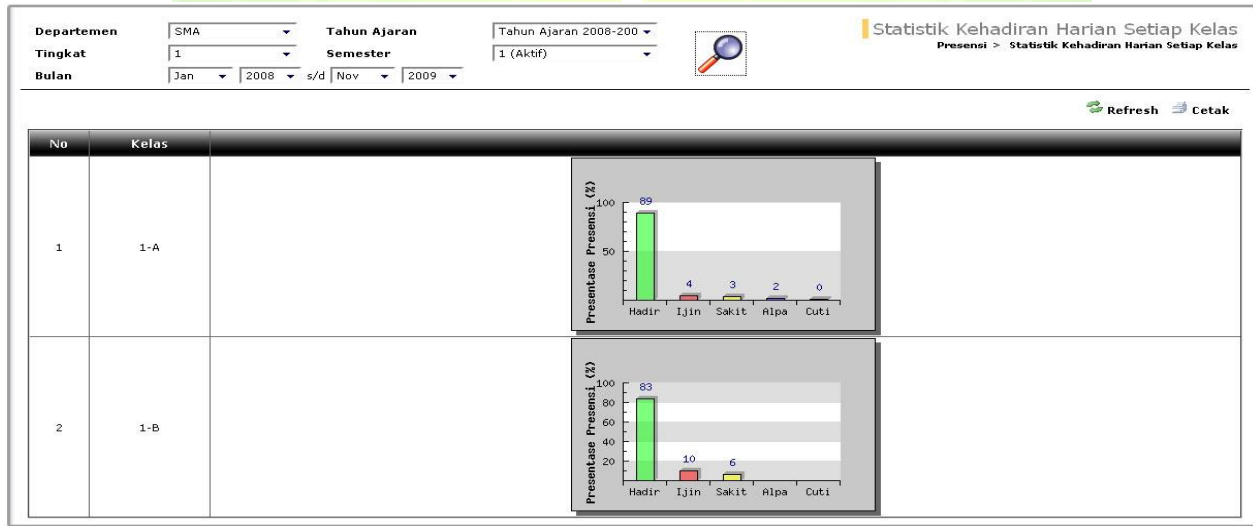 Departemen SMA Tahun Ajaran Tahun Ajaran 2008-200 Statistik Kehadiran Harian Setiap Kelas
Tingkat 1 Semester 1 (Aktif) Presensi > Statistik Kehadiran Harian Setiap Kelas
Bulan Jan 2008 s/d Nov 2009
Refresh Cetak
No Kelas
1 1-A
Presentase Presensi (%)
100
50
89 4 3 2 0
Hadir Ijin Sakit Alpa Cuti
2 1-B
Presentase Presensi (%)
100
80
60
40
20
83 10 6
Hadir Ijin Sakit Alpa Cuti